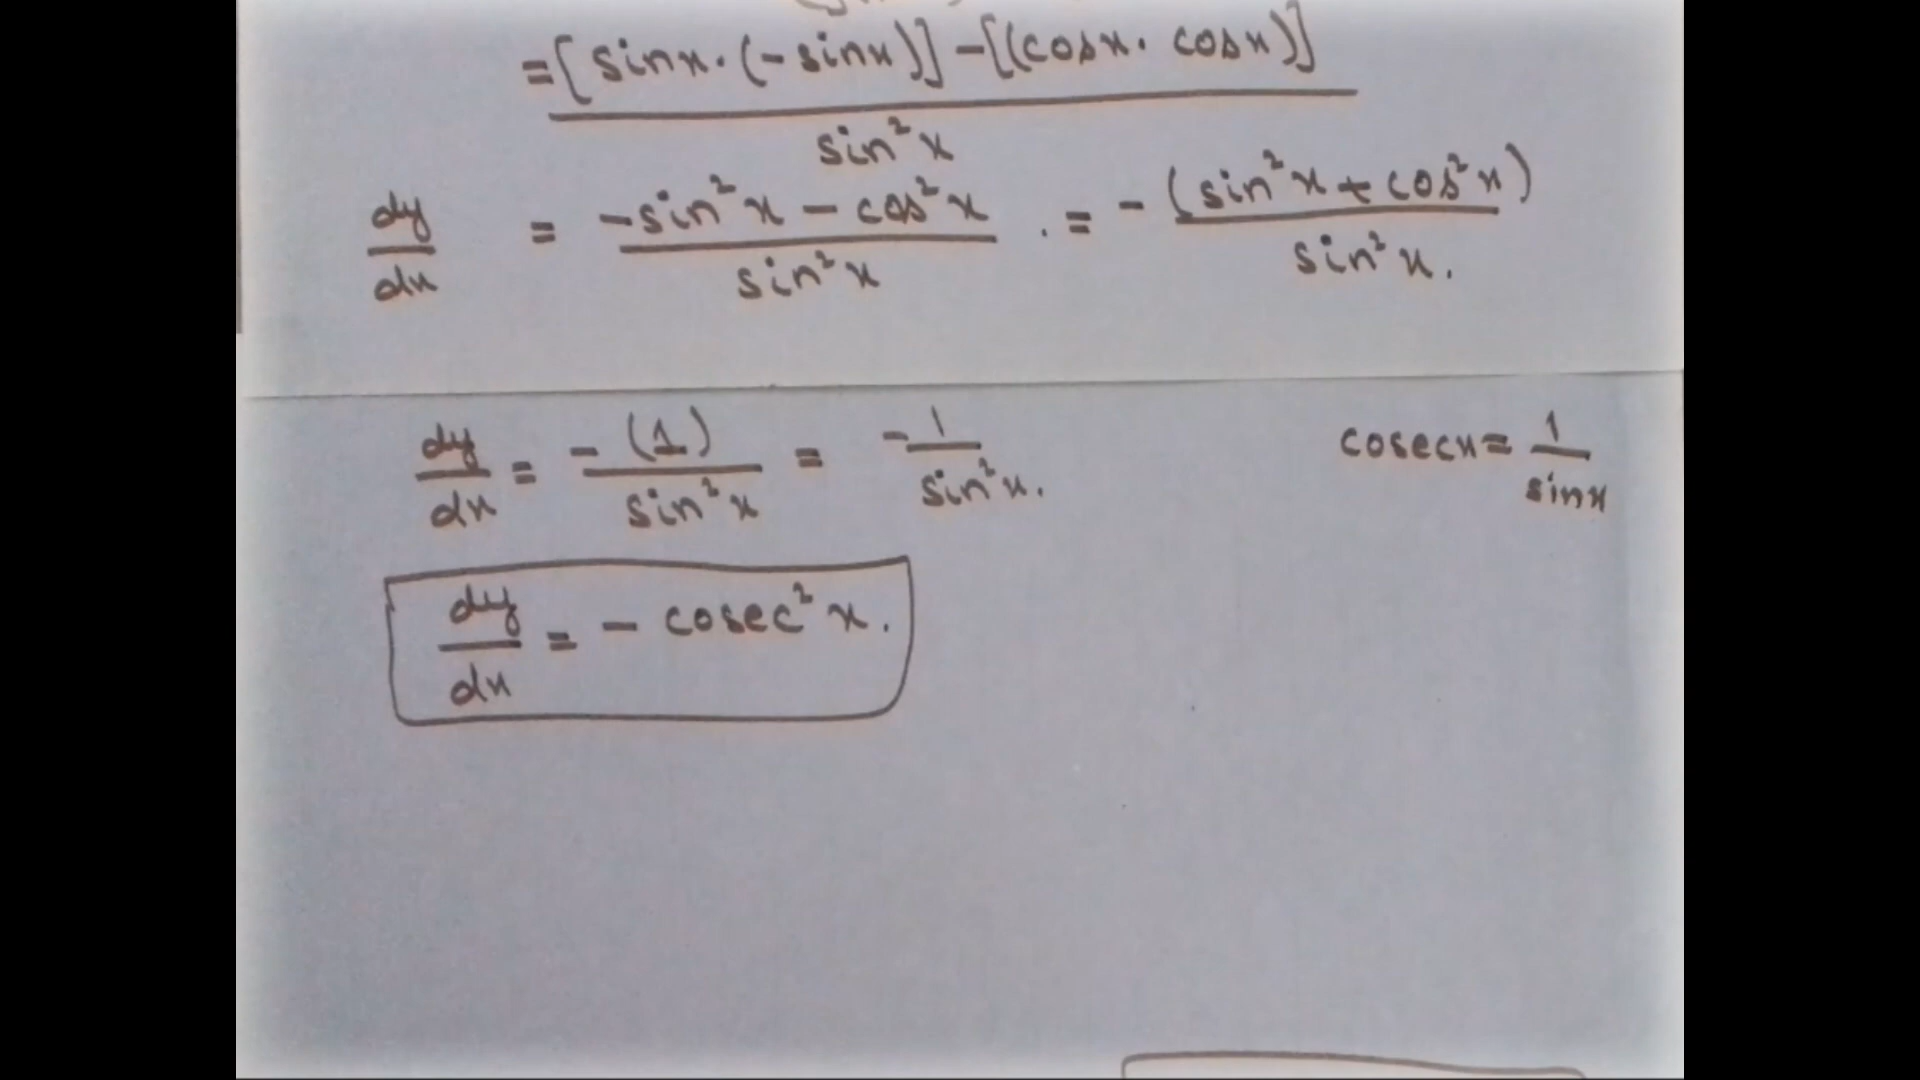 = [sinx·(-sinx)] - [(cosx· cosx)]
sin²x
dy/dx = -sin²x - cos²x / sin²x . = - (sin²x + cos²x) / sin²x.
dy/dx = -(1) / sin²x = -1 / sin²x.
cosecx = 1 / sinx
dy/dx = - cosec²x.